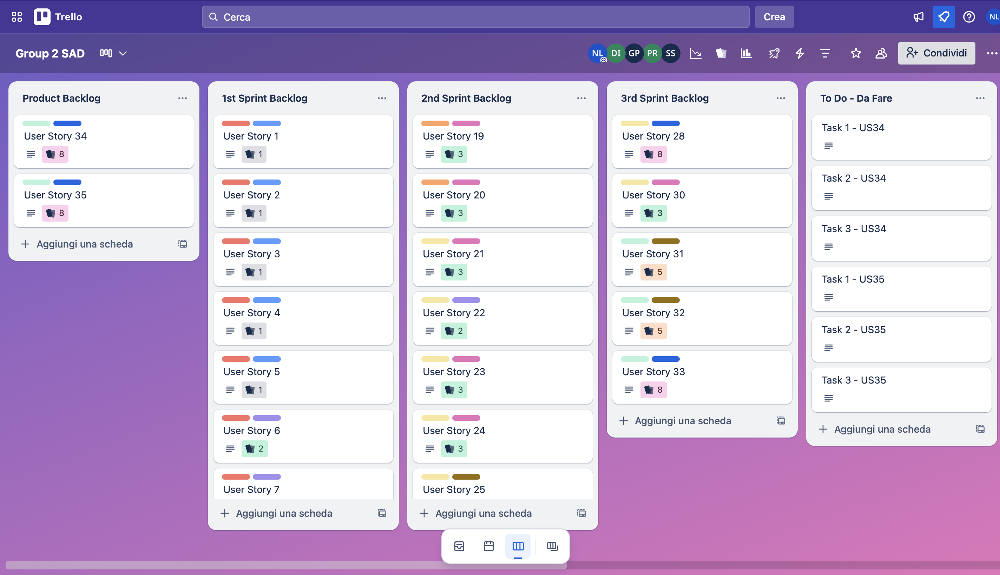 Trello
Cerca
Crea
NL
Group 2 SAD
NL DI GP PR SS
Condividi
Product Backlog
User Story 34
8
User Story 35
8
Aggiungi una scheda
1st Sprint Backlog
User Story 1
1
User Story 2
1
User Story 3
1
User Story 4
1
User Story 5
1
User Story 6
2
User Story 7
Aggiungi una scheda
2nd Sprint Backlog
User Story 19
3
User Story 20
3
User Story 21
3
User Story 22
2
User Story 23
3
User Story 24
3
User Story 25
Aggiungi una scheda
3rd Sprint Backlog
User Story 28
8
User Story 30
3
User Story 31
5
User Story 32
5
User Story 33
8
Aggiungi una scheda
To Do - Da Fare
Task 1 - US34
Task 2 - US34
Task 3 - US34
Task 1 - US35
Task 2 - US35
Task 3 - US35
Aggiungi una scheda